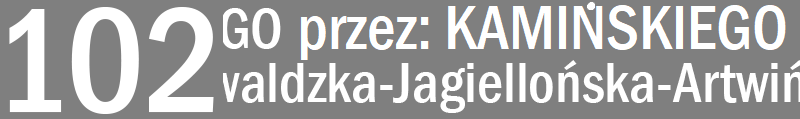 102 GO przez: KAMIŃSKIEGO
valdzka-Jagiellońska-Artwiń